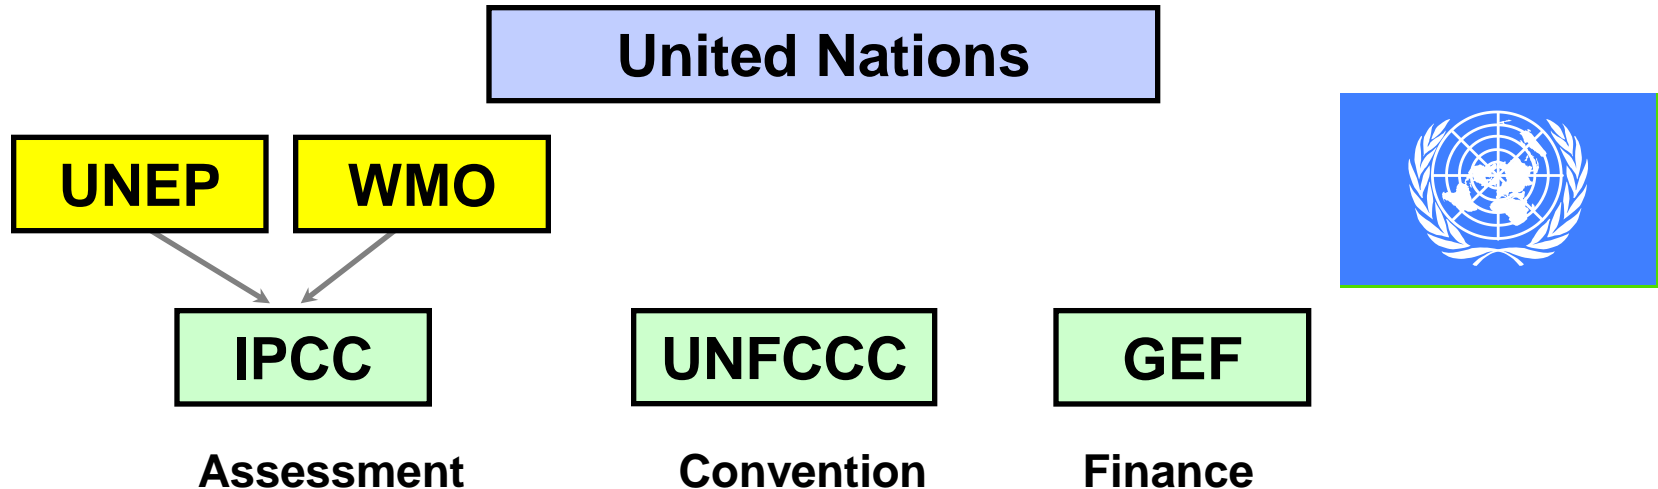 United Nations
UNEP WMO
IPCC UNFCCC GEF
Assessment Convention Finance